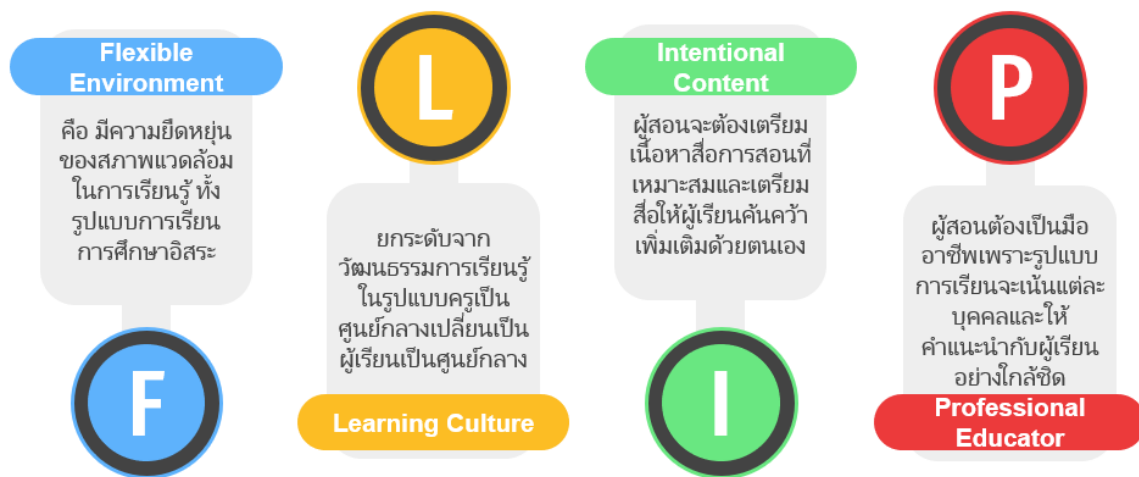 Flexible
Environment
คือ มีความยืดหยุ่น
ของสภาพแวดล้อม
ในการเรียนรู้ ทั้ง
รูปแบบการเรียน
การศึกษาอิสระ
F
L
ยกระดับจาก
วัฒนธรรมการเรียนรู้
ในรูปแบบครูเป็น
ศูนย์กลางเปลี่ยนเป็น
ผู้เรียนเป็นศูนย์กลาง
Learning Culture
Intentional
Content
ผู้สอนจะต้องเตรียม
เนื้อหาสื่อการสอนที่
เหมาะสมและเตรียม
สื่อให้ผู้เรียนค้นคว้า
เพิ่มเติมด้วยตนเอง
I
P
ผู้สอนต้องเป็นมือ
อาชีพเพราะรูปแบบ
การเรียนจะเน้นแต่ละ
บุคคลและให้
คำแนะนำกับผู้เรียน
อย่างใกล้ชิด
Professional
Educator